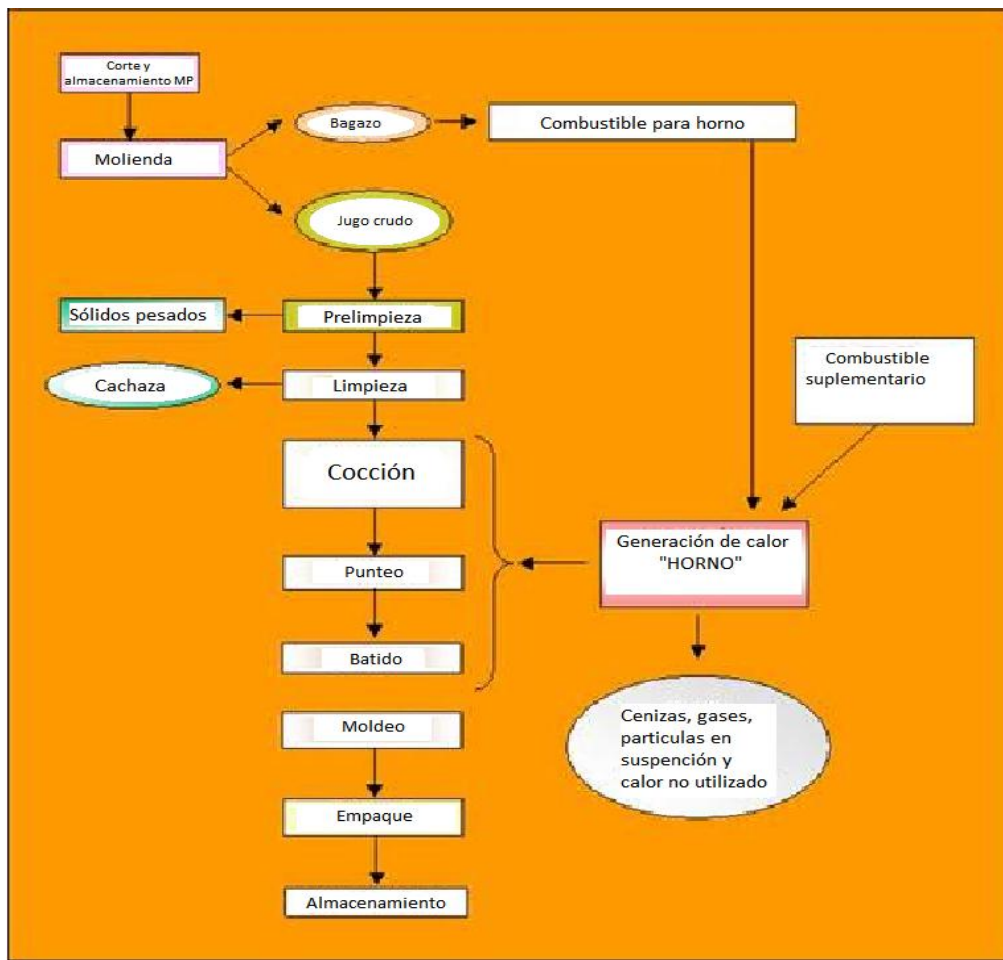 Corte y
almacenamiento MP
Molienda
Bagazo
Combustible para horno
Jugo crudo
Sólidos pesados
Prelimpieza
Cachaza
Limpieza
Combustible
suplementario
Cocción
Generación de calor
"HORNO"
Punteo
Batido
Moldeo
Cenizas, gases,
particulas en
suspención y
calor no utilizado
Empaque
Almacenamiento